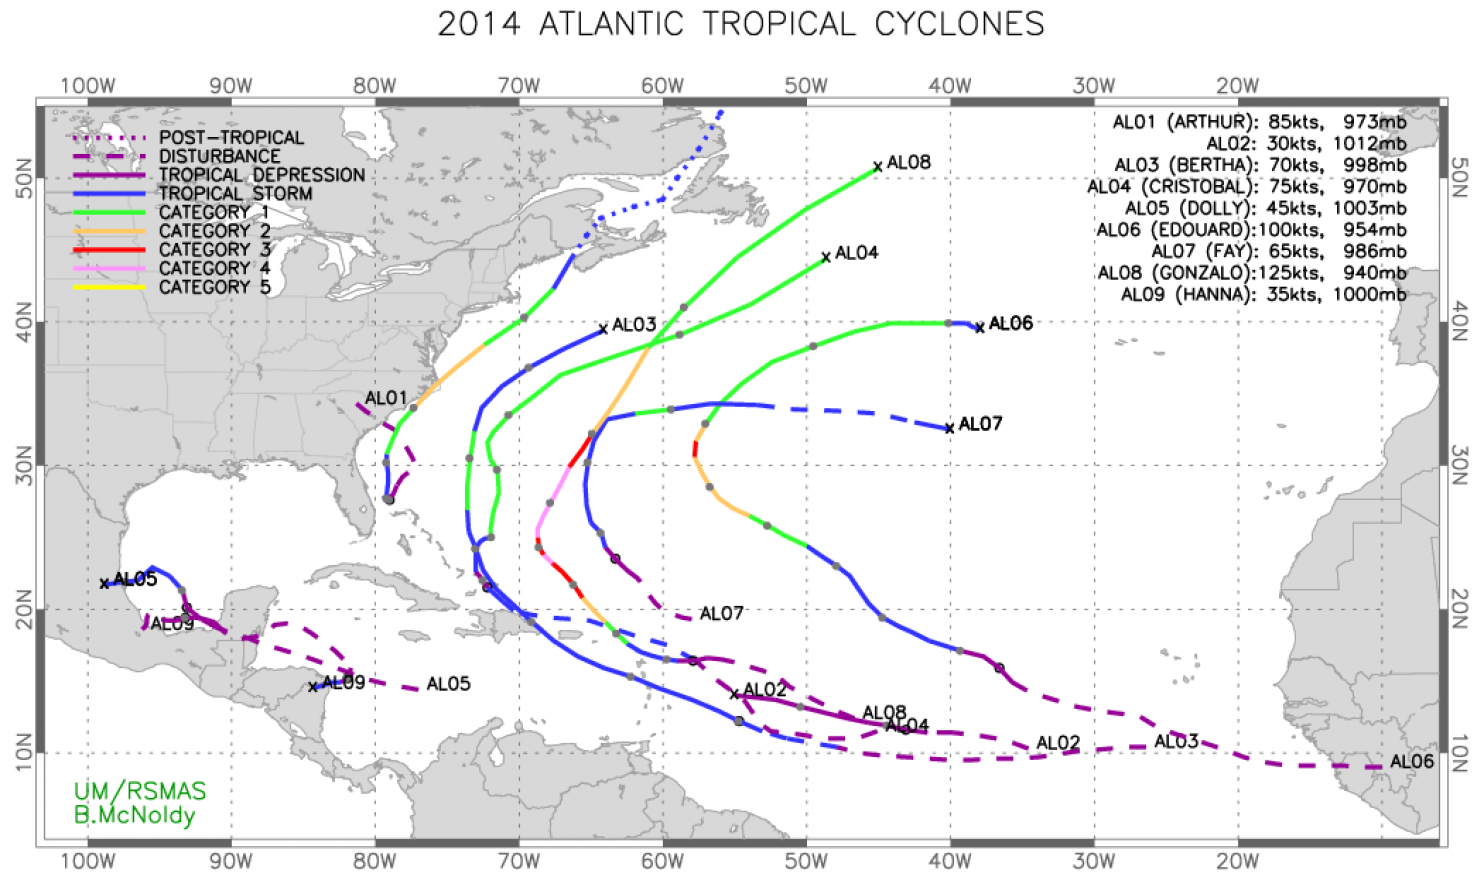 2014 ATLANTIC TROPICAL CYCLONES
100W 90W 80W 70W 60W 50W 40W 30W 20W
POST-TROPICAL
DISTURBANCE
TROPICAL DEPRESSION
TROPICAL STORM
CATEGORY 1
CATEGORY 2
CATEGORY 3
CATEGORY 4
CATEGORY 5
AL01 (ARTHUR): 85kts, 973mb
AL02: 30kts, 1012mb
AL03 (BERTHA): 70kts, 998mb
AL04 (CRISTOBAL): 75kts, 970mb
AL05 (DOLLY): 45kts, 1003mb
AL06 (EDOUARD):100kts, 954mb
AL07 (FAY): 65kts, 986mb
AL08 (GONZALO):125kts, 940mb
AL09 (HANNA): 35kts, 1000mb
50N 50N
AL08
AL04
40N AL03 AL06 40N
AL01
AL07
30N 30N
AL05
20N AL09 AL07 20N
AL09 AL05 AL02
AL08
AL04
AL02 AL03
10N AL06 10N
UM/RSMAS
B.McNoldy
100W 90W 80W 70W 60W 50W 40W 30W 20W